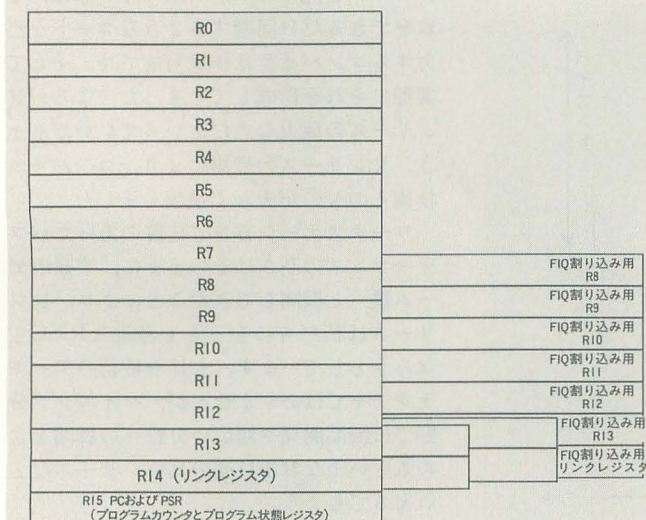 R0
R1
R2
R3
R4
R5
R6
R7
R8
R9
R10
R11
R12
R13
R14 (リンクレジスタ)
R15 PCおよびPSR
(プログラムカウンタとプログラム状態レジスタ)
FIQ割り込み用
R8
FIQ割り込み用
R9
FIQ割り込み用
R10
FIQ割り込み用
R11
FIQ割り込み用
R12
FIQ割り込み用
R13
FIQ割り込み用
リンクレジスタ